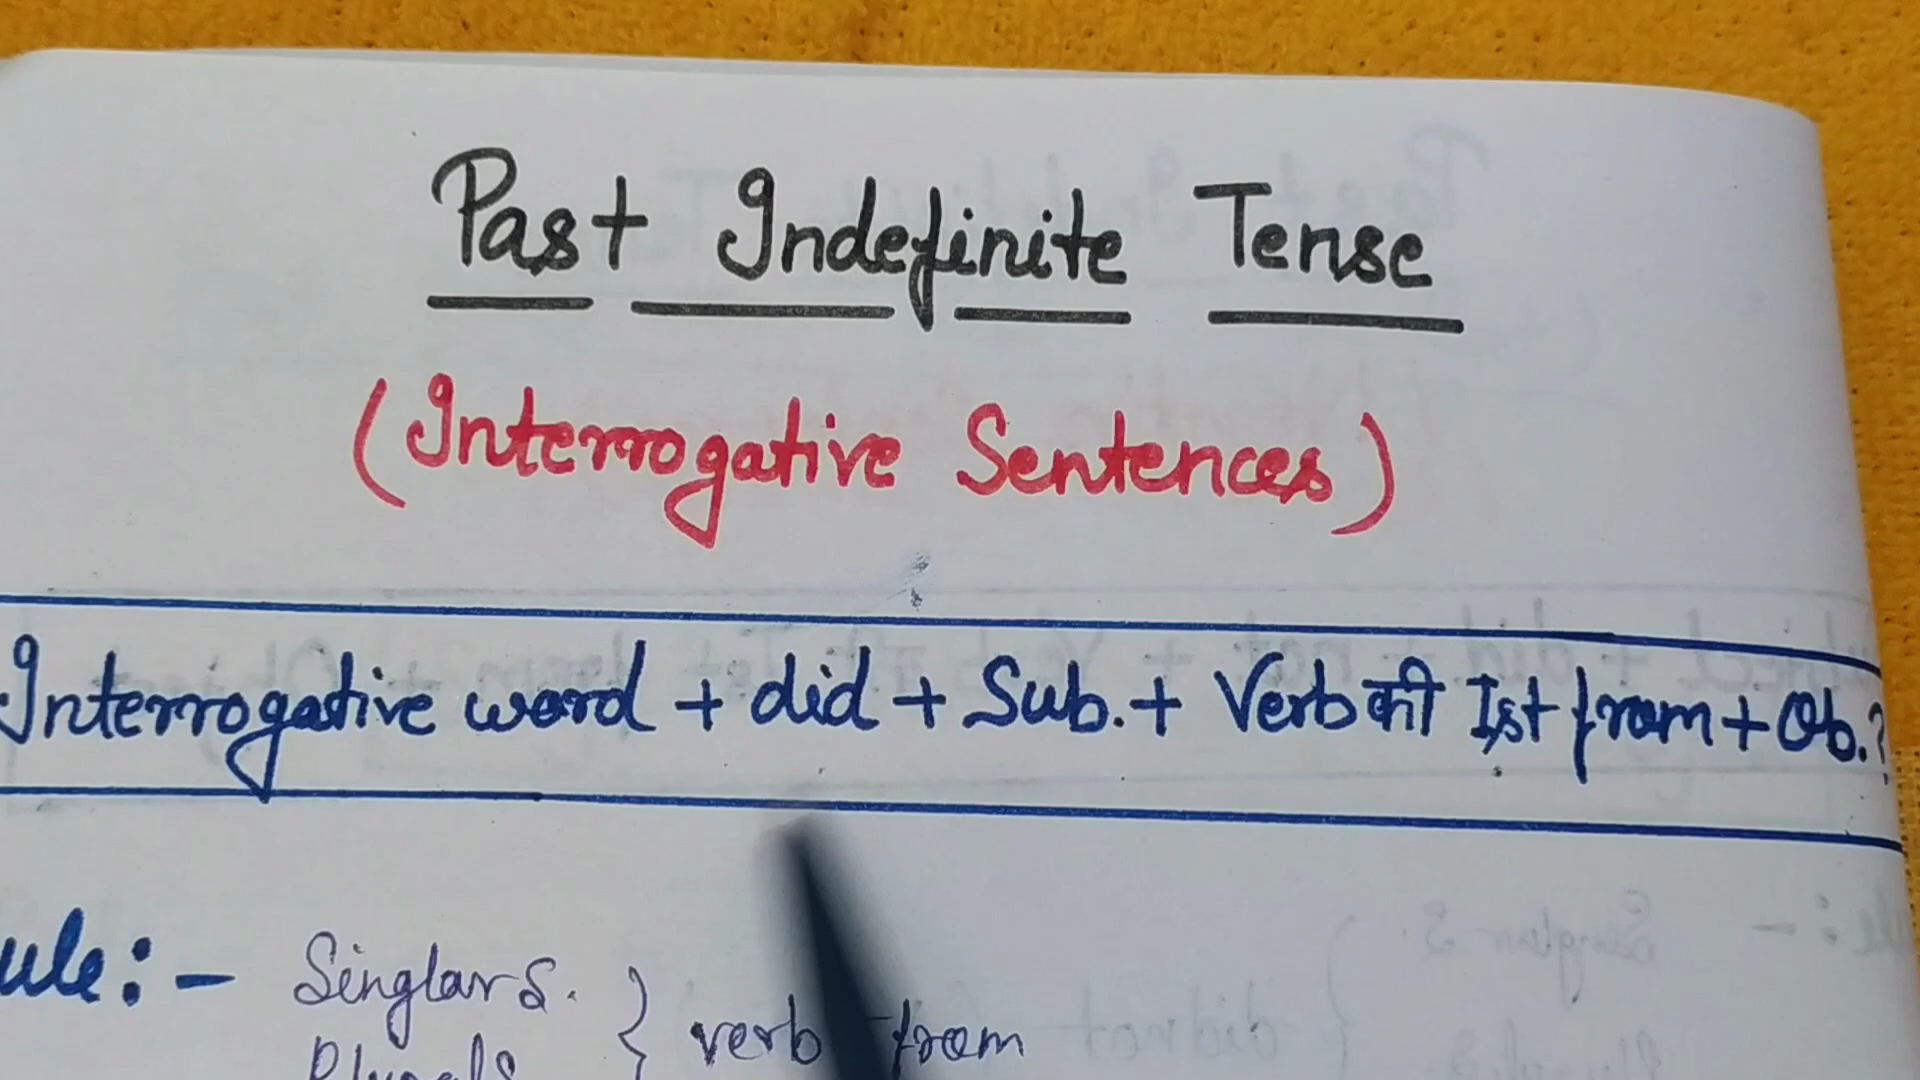 Past Indefinite Tense
(Interrogative Sentences)
Interrogative word + did + Sub. + Verb की Ist from + Ob.?
ule:- Singlar S.
verb from